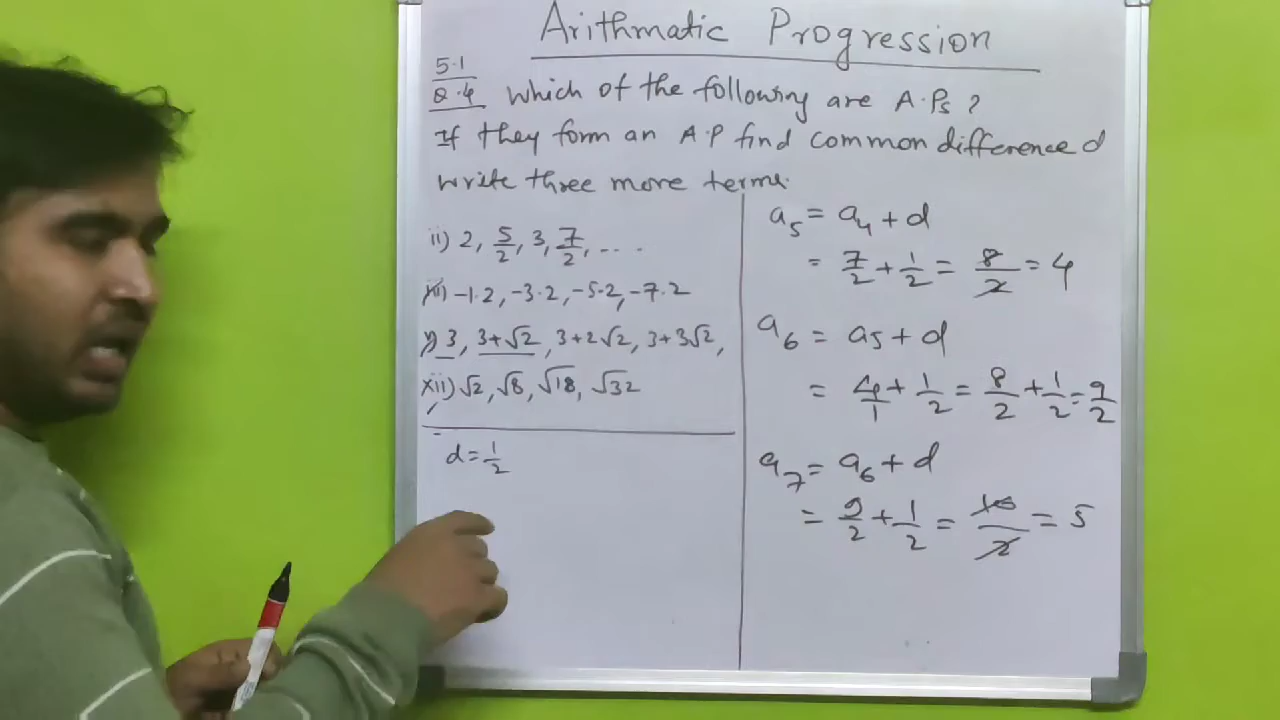 Arithmatic Progression
5.1
Q.4 Which of the following are A.Ps ?
If they form an A.P find common difference d
write three more terms.
ii) 2, 5/2, 3, 7/2, ....
iii) -1.2, -3.2, -5.2, -7.2
v) 3, 3+√2, 3+2√2, 3+3√2,
xii) √2, √8, √18, √32
d = 1/2
a5 = a4 + d
= 7/2 + 1/2 = 8/2 = 4
a6 = a5 + d
= 4/1 + 1/2 = 8/2 + 1/2 = 9/2
a7 = a6 + d
= 9/2 + 1/2 = 10/2 = 5